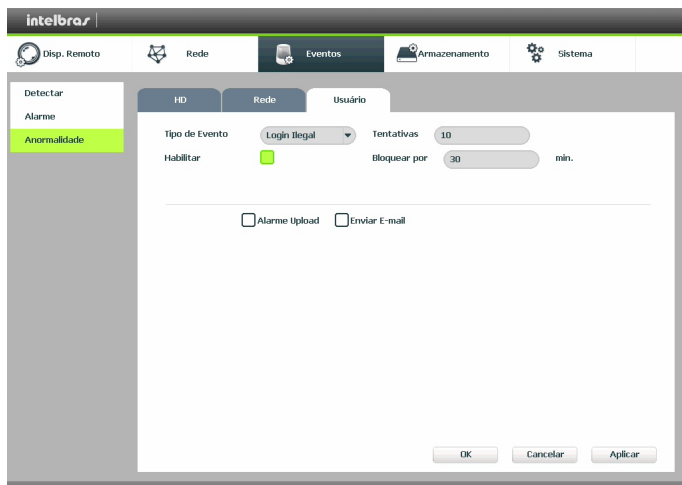 intelbras
Disp. Remoto
Rede
Eventos
Armazenamento
Sistema
Detectar
Alarme
Anormalidade
HD
Rede
Usuário
Tipo de Evento
Login Ilegal
Tentativas
10
Habilitar
Bloquear por
30
min.
Alarme Upload
Enviar E-mail
OK
Cancelar
Aplicar